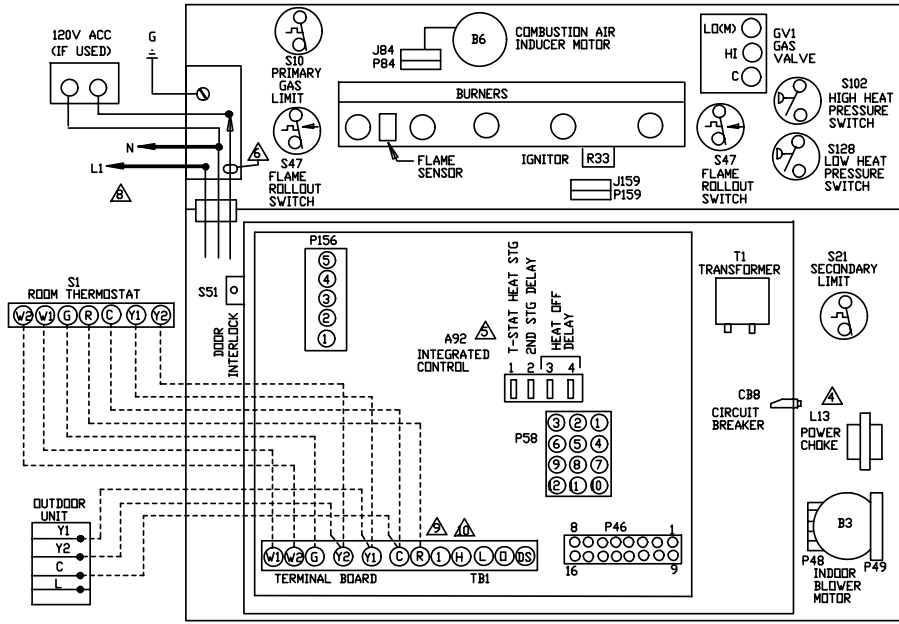 120V ACC
(IF USED)
G
N
L1
8
6
S10
PRIMARY
GAS
LIMIT
S47
FLAME
ROLLOUT
SWITCH
J84
P84
B6
COMBUSTION AIR
INDUCER MOTOR
BURNERS
FLAME
SENSOR
IGNITOR
R33
J159
P159
LO(M)
HI
C
GV1
GAS
VALVE
S47
FLAME
ROLLOUT
SWITCH
S102
HIGH HEAT
PRESSURE
SWITCH
S128
LOW HEAT
PRESSURE
SWITCH
S1
ROOM THERMOSTAT
W2 W1 G R C Y1 Y2
S51
DOOR
INTERLOCK
P156
5
4
3
2
1
A92
5
INTEGRATED
CONTROL
T-STAT HEAT STG
2ND STG DELAY
HEAT OFF
DELAY
1 2 3 4
P58
3 2 1
6 5 4
9 8 7
12 11 10
T1
TRANSFORMER
S21
SECONDARY
LIMIT
CB8
CIRCUIT
BREAKER
4
L13
POWER
CHOKE
OUTDOOR
UNIT
Y1
Y2
C
L
9 10
W1 W2 G Y2 Y1 C R 1 H L O DS
TERMINAL BOARD
TB1
8 P46 1
16 9
B3
P48
P49
INDOOR
BLOWER
MOTOR